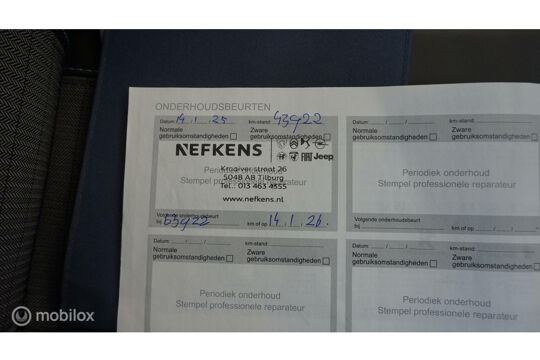 ONDERHOUDSBEURTEN
Datum 14 / 1 / 25 km-stand: 43922
Normale gebruiksomstandigheden Zware gebruiksomstandigheden
NEFKENS
FIAT Jeep
Kraaivenstraat 26
Periodiek onderhoud
5048 AB Tilburg
Stempel professionele reparateur
Tel.: 013 463 4555
www.nefkens.nl
Volgende onderhoudsbeurt
bij 63922 km of op 14.1.26.
Datum: / / km-stand:
Normale gebruiksomstandigheden Zware gebruiksomstandigheden
Periodiek onderhoud
Stempel professionele reparateur
Volgende onderhoudsbeurt
bij km of op / /
Datum: / / km-stand:
Normale gebruiksomstandigheden Zware gebruiksomstandigheden
Periodiek onderhoud
Stempel professionele reparateur
Datum: / / km-stand:
Normale gebruiksomstandigheden Zware gebruiksomstandigheden
Periodiek onderhoud
Stempel professionele reparateur
mobilox